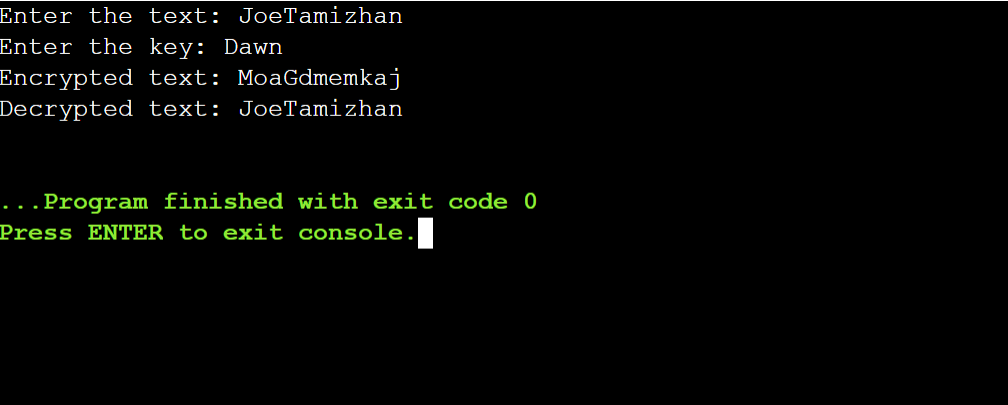 Enter the text: JoeTamizhan
Enter the key: Dawn
Encrypted text: MoaGdmemkaj
Decrypted text: JoeTamizhan
...Program finished with exit code 0
Press ENTER to exit console.